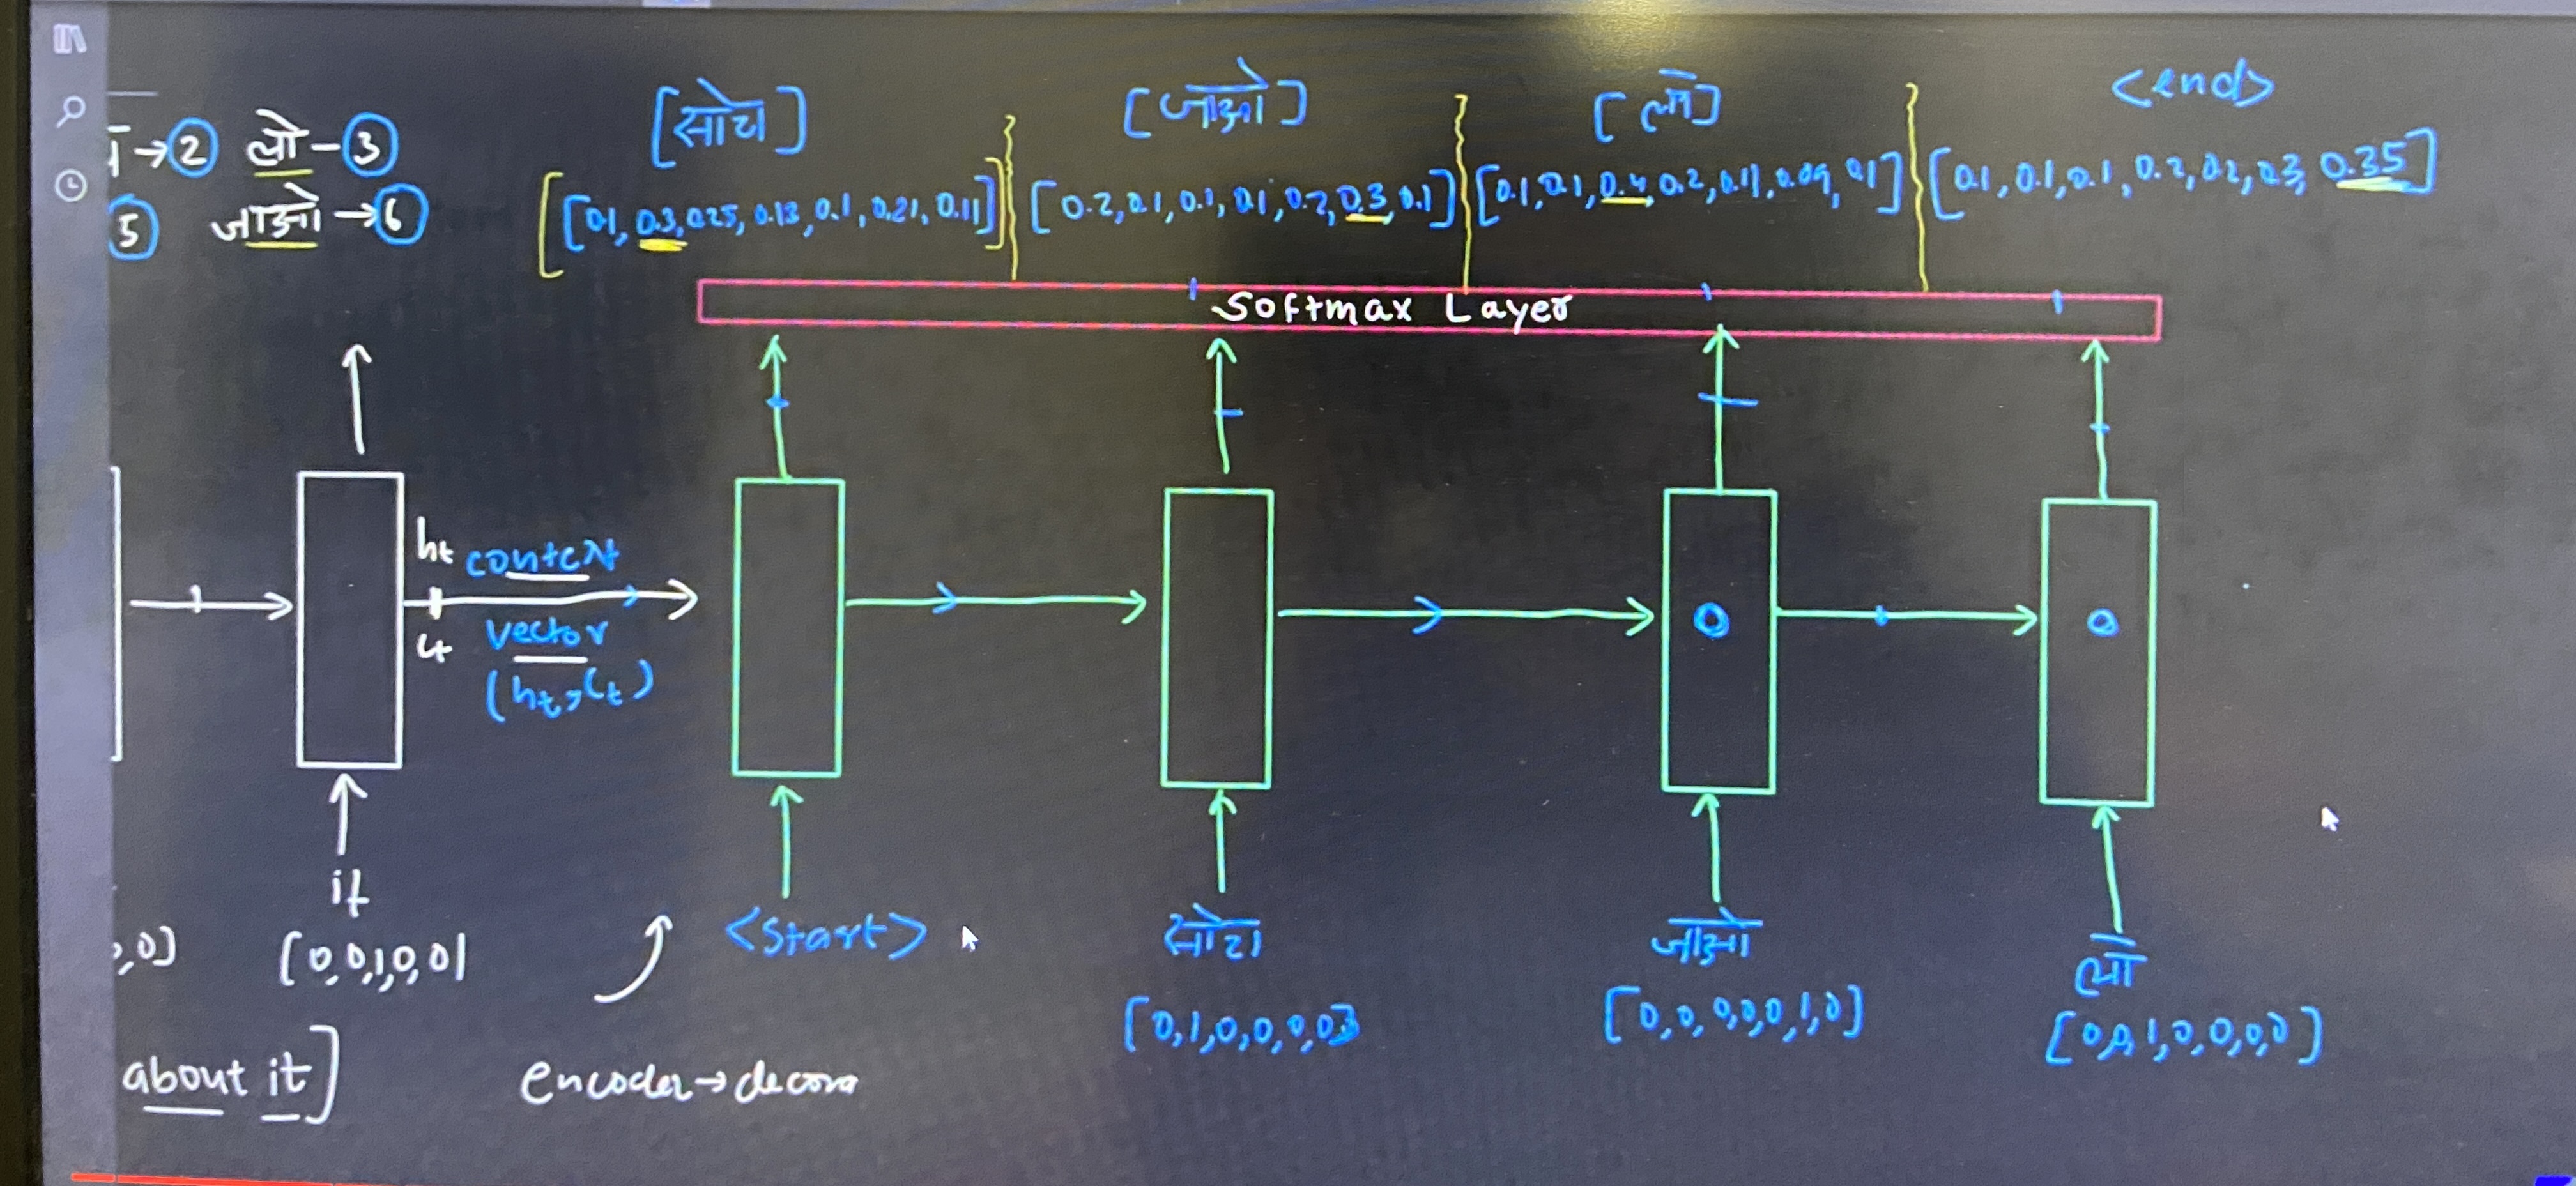 →2 लो-3
5 जाओ→6
[सोच] [जाओ] [लो] <end>
[[0.1, 0.3, 0.25, 0.13, 0.1, 0.21, 0.11]] [0.2, 0.1, 0.1, 0.1, 0.2, 0.3, 0.1] [0.1, 0.1, 0.4, 0.2, 0.11, 0.09, 0.1] [0.1, 0.1, 0.1, 0.2, 0.2, 0.3, 0.35]
Softmax Layer
ht context
ct vector
(ht, ct)
it <Start> सोच जाओ लो
,0] [0,0,1,0,0] [0,1,0,0,0,0] [0,0,0,0,0,1,0] [0,0,1,0,0,0,0]
about it] encoder→